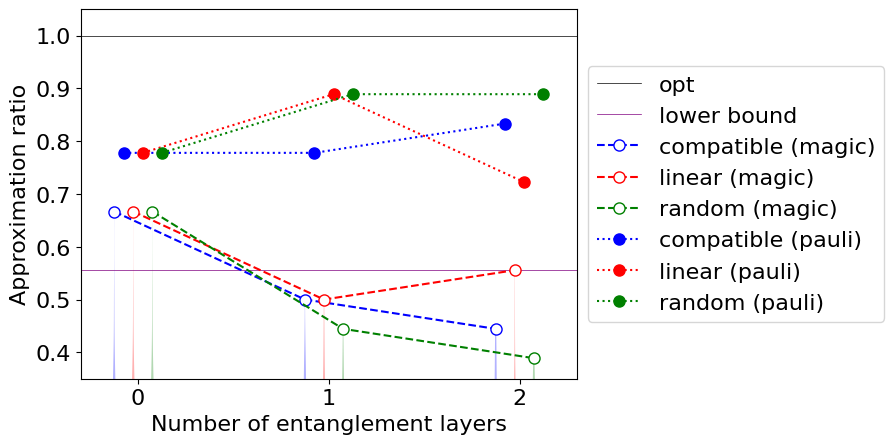 1.0
0.9
0.8
0.7
0.6
0.5
0.4
Approximation ratio
0 1 2
Number of entanglement layers
opt
lower bound
compatible (magic)
linear (magic)
random (magic)
compatible (pauli)
linear (pauli)
random (pauli)